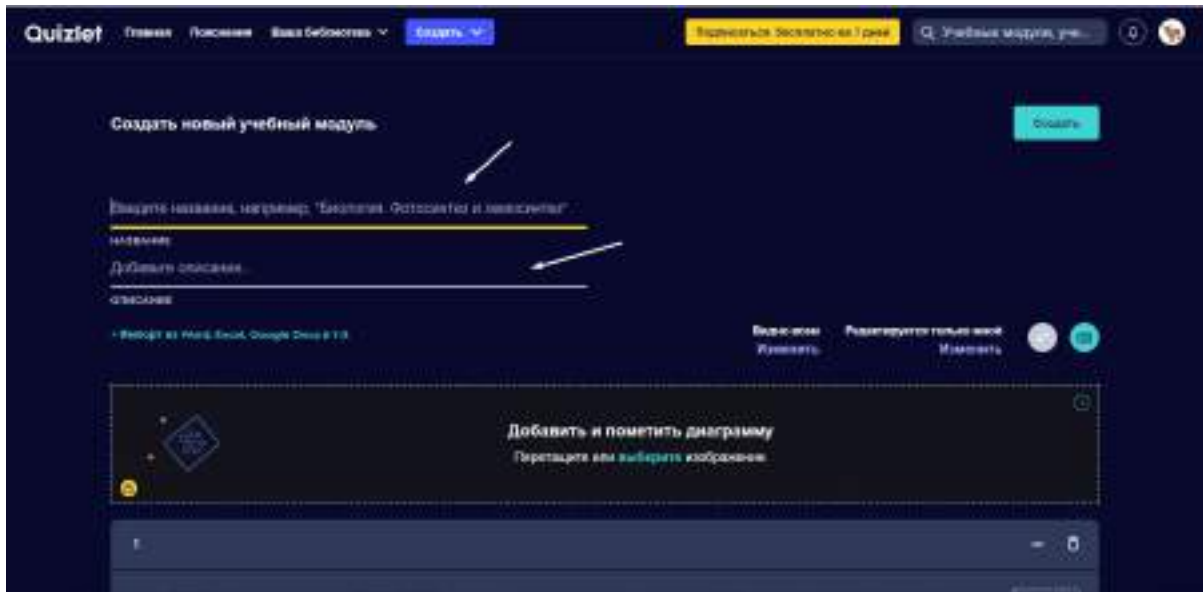 Quizlet Главная Пояснения Ваша библиотека Создать Подписаться бесплатно на 7 дней Учебные модули, уче...
Создать новый учебный модуль
Создать
Введите название, например, "Биология. Фотосинтез и хемосинтез"
НАЗВАНИЕ
Добавьте описание...
ОПИСАНИЕ
+ Импорт из Word, Excel, Google Docs и т.п.
Видно всем Редактируется только мной
Изменить Изменить
Добавить и пометить диаграмму
Перетащите или выберите изображение
1